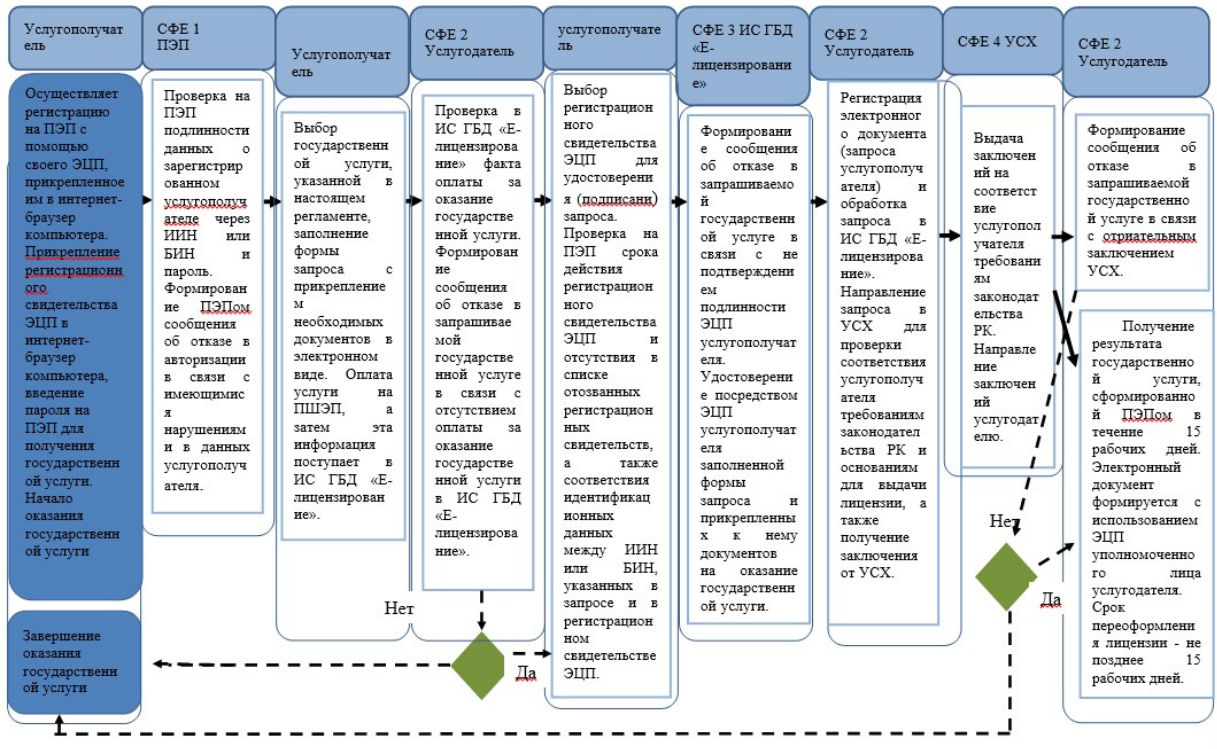 Услугополучат
ель
Осуществляет
регистрацию
на ПЭП с
помощью
своего ЭЦП,
прикрепленное
им в интернет-
браузер
компьютера.
Прикрепление
регистрационн
ого
свидетельства
ЭЦП в
интернет-
браузер
компьютера,
введение
пароля на
ПЭП для
получения
государственн
ой услуги.
Начало
оказания
государственн
ой услуги
Завершение
оказания
государственн
ой услуги
СФЕ 1
ПЭП
Проверка на
ПЭП
подлинности
данных о
зарегистрир
ованном
услугополуч
ателе через
ИИН или
БИН и
пароль.
Формирован
ие ПЭПом
сообщения
об отказе в
авторизации
в связи с
имеющимис
я
нарушениям
и в данных
услугополуч
ателя.
Услугополучат
ель
Выбор
государственной
услуги,
указанной в
настоящем
регламенте,
заполнение
формы
запроса с
прикрепление
м
необходимых
документов в
электронном
виде. Оплата
услуги на
ПШЭП, а
затем эта
информация
поступает в
ИС ГБД «Е-
лицензирован
ие».
СФЕ 2
Услугодатель
Проверка в
ИС ГБД «Е-
лицензирова
ние» факта
оплаты за
оказание
государстве
нной услуги.
Формирован
ие
сообщения
об отказе в
запрашивае
мой
государстве
нной услуге
в связи с
отсутствием
оплаты за
оказание
государстве
нной услуги
в ИС ГБД
«Е-
лицензирова
ние».
Нет
Да
услугополучате
ль
Выбор
регистрацион
ного
свидетельства
ЭЦП для
удостоверени
я (подписани)
запроса.
Проверка на
ПЭП срока
действия
регистрацион
ного
свидетельства
ЭЦП и
отсутствия в
списке
отозванных
регистрацион
ных
свидетельств,
а также
соответствия
идентификац
ионных
данных
между ИИН
или БИН,
указанных в
запросе и в
регистрацион
ном
свидетельстве
ЭЦП.
СФЕ 3 ИС ГБД
«Е-
лицензировани
е»
Формировани
е сообщения
об отказе в
запрашиваемо
й
государственн
ой услуге в
связи с не
подтверждени
ем
подлинности
ЭЦП
услугополучат
еля.
Удостоверени
е посредством
ЭЦП
услугополучат
еля
заполненной
формы
запроса и
прикрепленны
х к нему
документов
на оказание
государственн
ой услуги.
СФЕ 2
Услугодатель
Регистрация
электронног
о документа
(запроса
услугополуч
ателя) и
обработка
запроса в
ИС ГБД «Е-
лицензирова
ние».
Направление
запроса в
УСХ для
проверки
соответствия
услугополуч
ателя
требованиям
законодател
ьства РК и
основаниям
для выдачи
лицензии, а
также
получение
заключения
от УСХ.
СФЕ 4 УСХ
Выдача
заключен
ий на
соответст
вие
услугопол
учателя
требовани
ям
законодат
ельства
РК.
Направле
ние
заключен
ий
услугодат
елю.
СФЕ 2
Услугодатель
Формирование
сообщения об
отказе в
запрашиваемой
государственно
й услуге в связи
с отриательным
заключением
УСХ.
Получение
результата
государственно
й услуги,
сформированно
й ПЭПом в
течение 15
рабочих дней.
Электронный
документ
формируется с
использованием
ЭЦП
уполномоченно
го лица
услугодателя.
Срок
переоформлени
я лицензии - не
позднее 15
рабочих дней.
Нет
Да